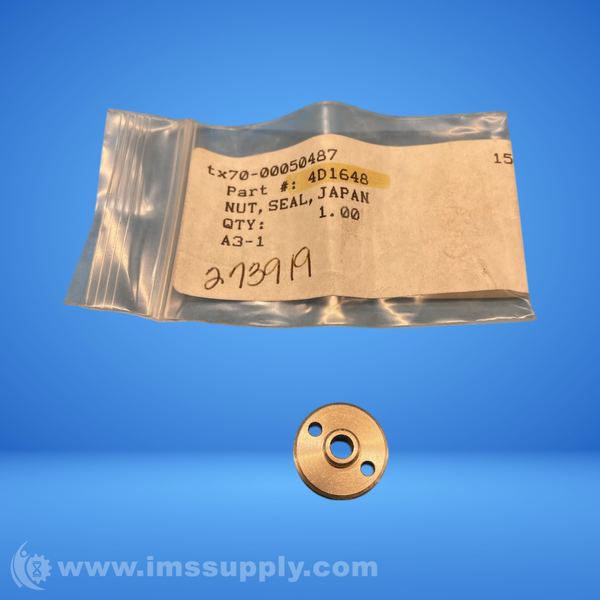 tx70-00050487
15
Part #: 4D1648
NUT, SEAL, JAPAN
QTY: 1.00
A3-1
273919
www.imssupply.com